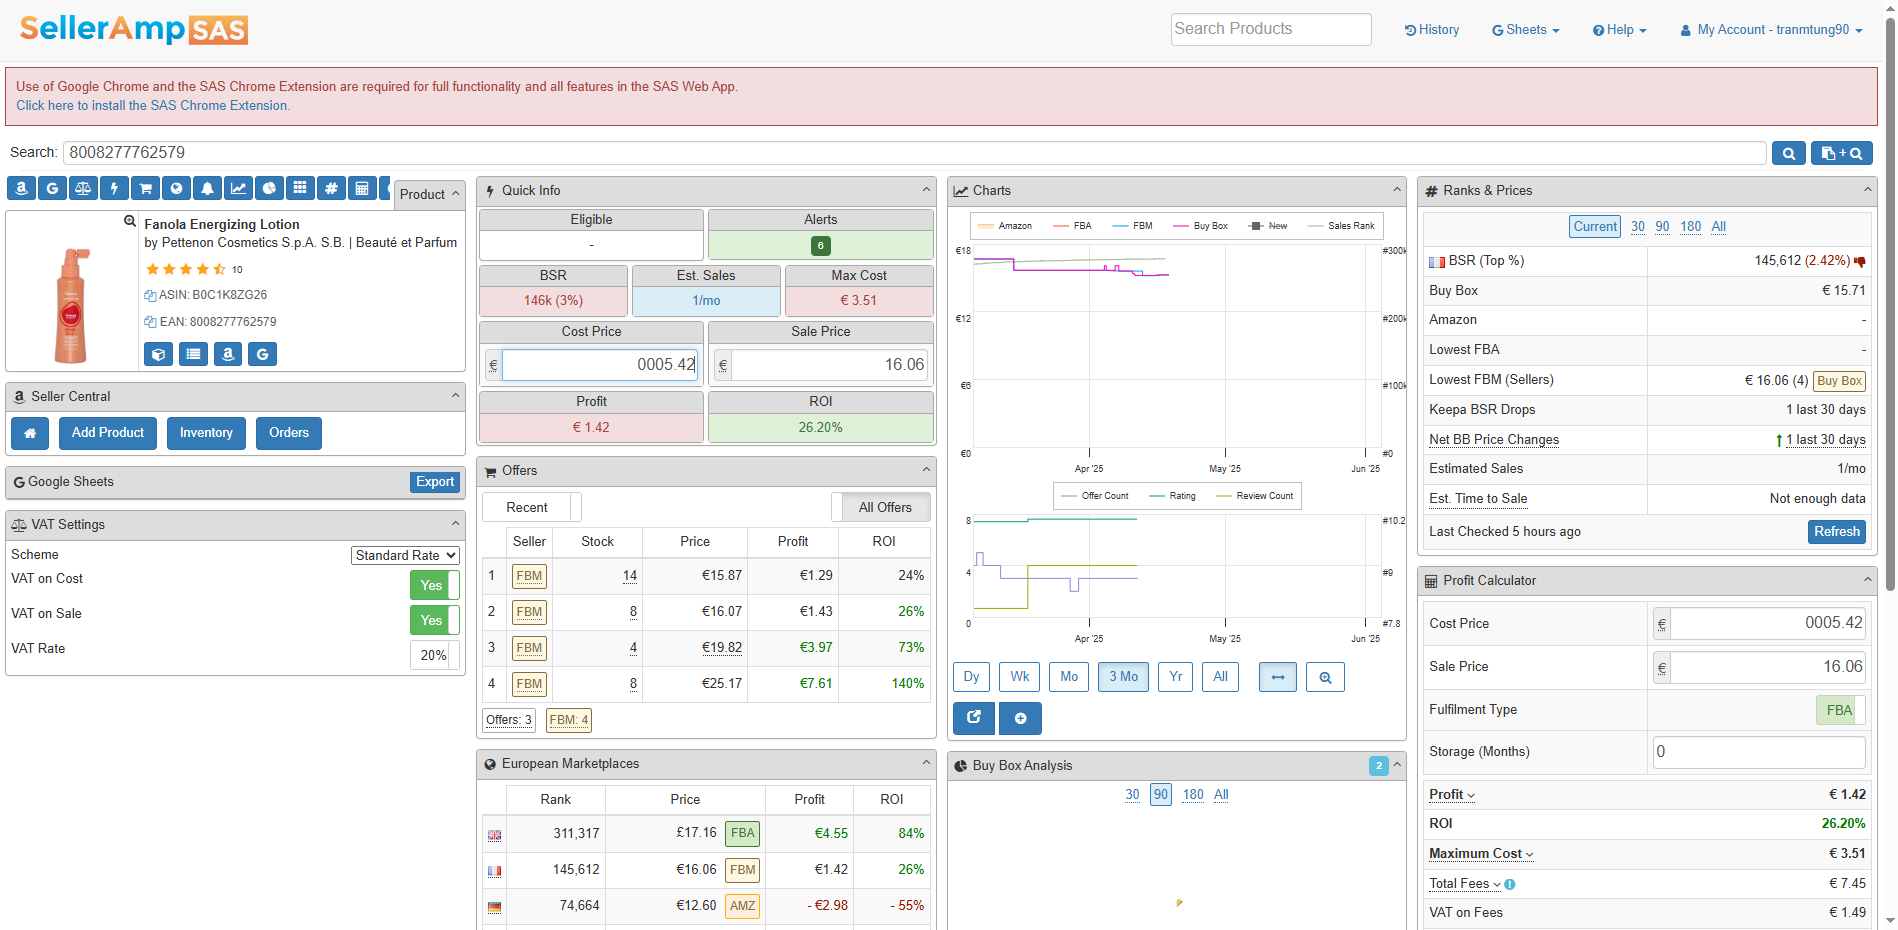 SellerAmp SAS
Search Products
History
Sheets
Help
My Account - tranmtung90
Use of Google Chrome and the SAS Chrome Extension are required for full functionality and all features in the SAS Web App.
Click here to install the SAS Chrome Extension.
Search: 8008277762579
Product
Fanola Energizing Lotion
by Pettenon Cosmetics S.p.A. S.B. | Beauté et Parfum
10
ASIN: B0C1K8ZG26
EAN: 8008277762579
Seller Central
Add Product Inventory Orders
Google Sheets Export
VAT Settings
Scheme Standard Rate
VAT on Cost Yes
VAT on Sale Yes
VAT Rate 20%
Quick Info
Eligible Alerts
- 6
BSR Est. Sales Max Cost
146k (3%) 1/mo € 3.51
Cost Price Sale Price
€ 0005.42 € 16.06
Profit ROI
€ 1.42 26.20%
Offers
Recent All Offers
Seller Stock Price Profit ROI
1 FBM 14 €15.87 €1.29 24%
2 FBM 8 €16.07 €1.43 26%
3 FBM 4 €19.82 €3.97 73%
4 FBM 8 €25.17 €7.61 140%
Offers: 3 FBM: 4
European Marketplaces
Rank Price Profit ROI
311,317 £17.16 FBA €4.55 84%
145,612 €16.06 FBM €1.42 26%
74,664 €12.60 AMZ - €2.98 - 55%
Charts
Amazon FBA FBM Buy Box New Sales Rank
€18 #300k
€12 #200k
€6 #100k
€0 #0
Apr '25 May '25 Jun '25
Offer Count Rating Review Count
8 #10.2
4 #9
0 #7.8
Apr '25 May '25 Jun '25
Dy Wk Mo 3 Mo Yr All
Buy Box Analysis 2
30 90 180 All
Ranks & Prices
Current 30 90 180 All
BSR (Top %) 145,612 (2.42%)
Buy Box € 15.71
Amazon -
Lowest FBA -
Lowest FBM (Sellers) € 16.06 (4) Buy Box
Keepa BSR Drops 1 last 30 days
Net BB Price Changes 1 last 30 days
Estimated Sales 1/mo
Est. Time to Sale Not enough data
Last Checked 5 hours ago Refresh
Profit Calculator
Cost Price € 0005.42
Sale Price € 16.06
Fulfilment Type FBA
Storage (Months) 0
Profit € 1.42
ROI 26.20%
Maximum Cost € 3.51
Total Fees € 7.45
VAT on Fees € 1.49